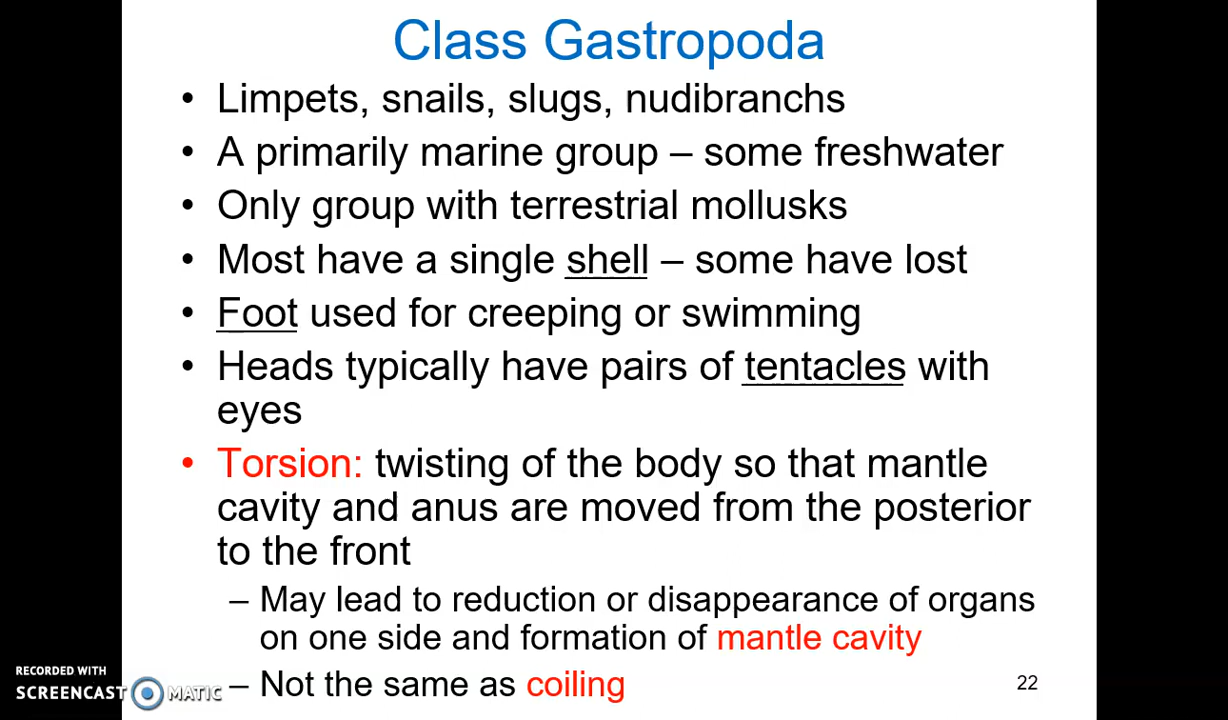 Class Gastropoda
• Limpets, snails, slugs, nudibranchs
• A primarily marine group – some freshwater
• Only group with terrestrial mollusks
• Most have a single shell – some have lost
• Foot used for creeping or swimming
• Heads typically have pairs of tentacles with
eyes
• Torsion: twisting of the body so that mantle
cavity and anus are moved from the posterior
to the front
– May lead to reduction or disappearance of organs
on one side and formation of mantle cavity
– Not the same as coiling
22
RECORDED WITH
SCREENCAST MATIC